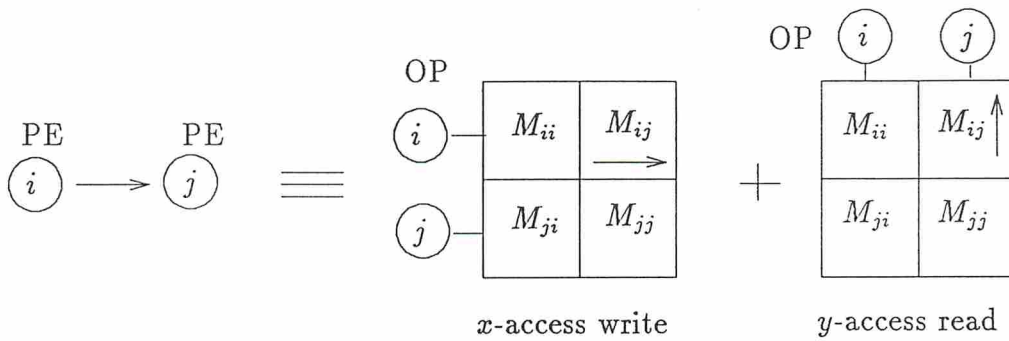 PE PE
i j
OP
i M_ii M_ij
j M_ji M_jj
x-access write
+
OP i j
M_ii M_ij
M_ji M_jj
y-access read